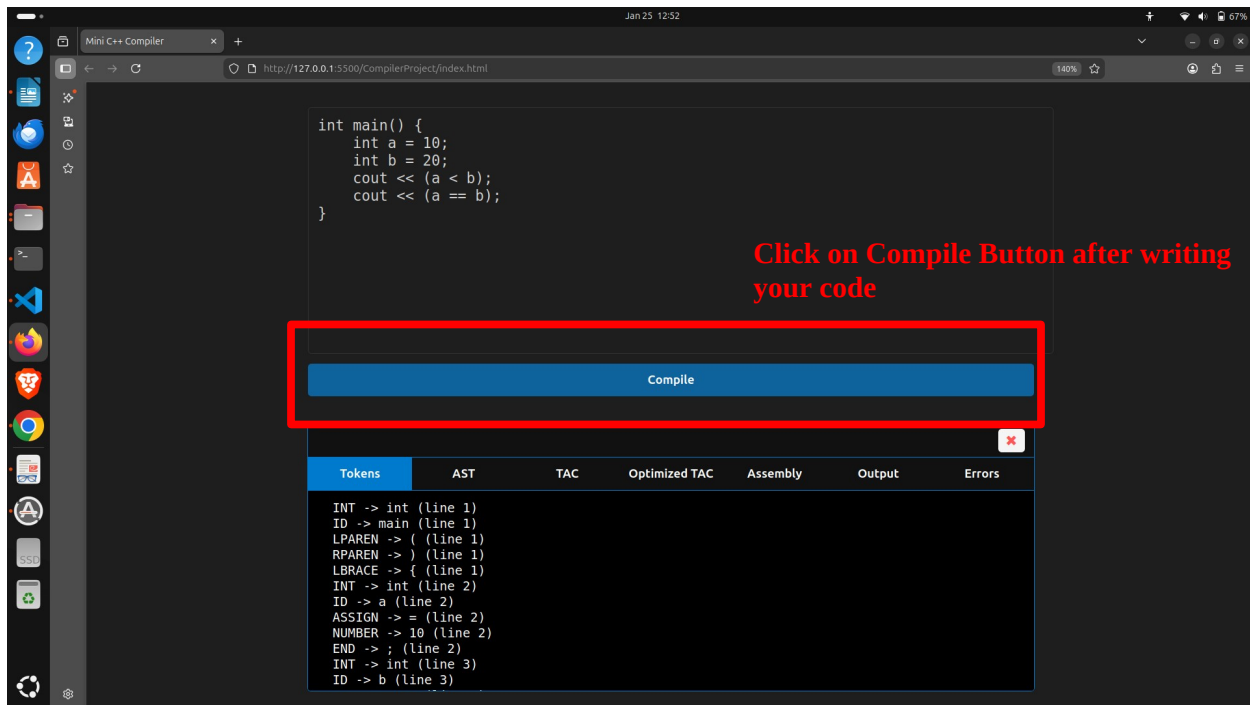 Jan 25 12:52
67%
Mini C++ Compiler
http://127.0.0.1:5500/CompilerProject/index.html
140%
int main() {
    int a = 10;
    int b = 20;
    cout << (a < b);
    cout << (a == b);
}
Click on Compile Button after writing
your code
Compile
Tokens AST TAC Optimized TAC Assembly Output Errors
INT -> int (line 1)
ID -> main (line 1)
LPAREN -> ( (line 1)
RPAREN -> ) (line 1)
LBRACE -> { (line 1)
INT -> int (line 2)
ID -> a (line 2)
ASSIGN -> = (line 2)
NUMBER -> 10 (line 2)
END -> ; (line 2)
INT -> int (line 3)
ID -> b (line 3)
SSD